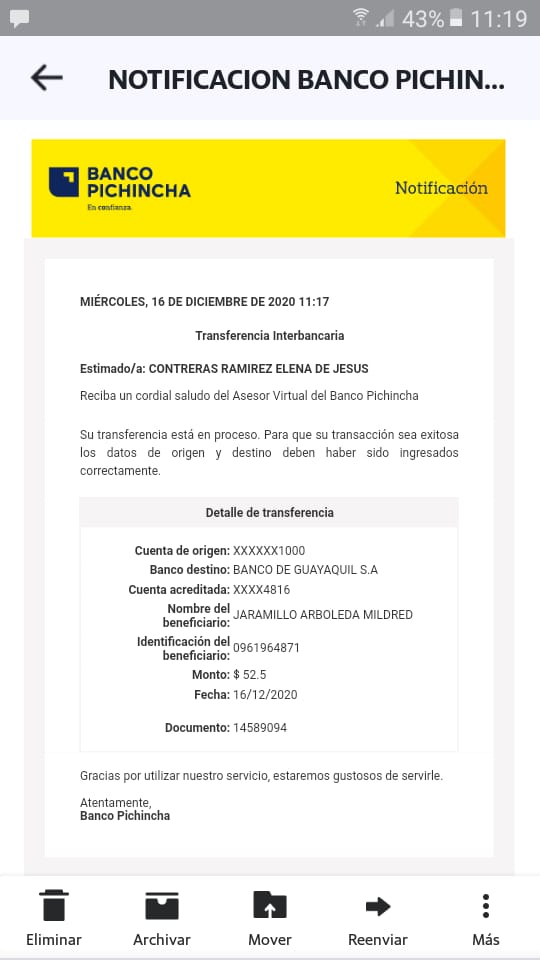 43% 11:19
NOTIFICACION BANCO PICHIN...
BANCO
PICHINCHA
En confianza.
Notificación
MIÉRCOLES, 16 DE DICIEMBRE DE 2020 11:17
Transferencia Interbancaria
Estimado/a: CONTRERAS RAMIREZ ELENA DE JESUS
Reciba un cordial saludo del Asesor Virtual del Banco Pichincha
Su transferencia está en proceso. Para que su transacción sea exitosa
los datos de origen y destino deben haber sido ingresados
correctamente.
Detalle de transferencia
Cuenta de origen: XXXXXX1000
Banco destino: BANCO DE GUAYAQUIL S.A
Cuenta acreditada: XXXX4816
Nombre del
beneficiario: JARAMILLO ARBOLEDA MILDRED
Identificación del
beneficiario: 0961964871
Monto: $ 52.5
Fecha: 16/12/2020
Documento: 14589094
Gracias por utilizar nuestro servicio, estaremos gustosos de servirle.
Atentamente,
Banco Pichincha
Eliminar Archivar Mover Reenviar Más